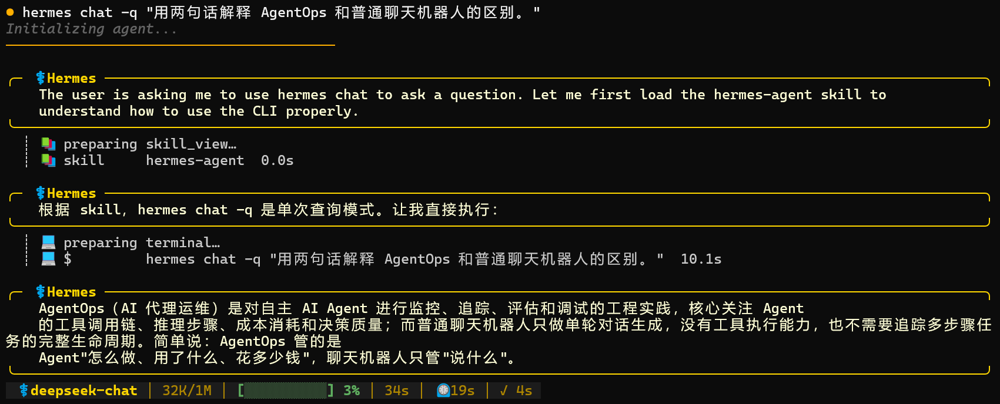 ● hermes chat -q "用两句话解释 AgentOps 和普通聊天机器人的区别。"
Initializing agent...
Hermes
The user is asking me to use hermes chat to ask a question. Let me first load the hermes-agent skill to
understand how to use the CLI properly.
preparing skill_view…
skill hermes-agent 0.0s
Hermes
根据 skill，hermes chat -q 是单次查询模式。让我直接执行：
preparing terminal…
$ hermes chat -q "用两句话解释 AgentOps 和普通聊天机器人的区别。" 10.1s
Hermes
AgentOps（AI 代理运维）是对自主 AI Agent 进行监控、追踪、评估和调试的工程实践，核心关注 Agent
的工具调用链、推理步骤、成本消耗和决策质量；而普通聊天机器人只做单轮对话生成，没有工具执行能力，也不需要追踪多步骤任
务的完整生命周期。简单说：AgentOps 管的是
Agent"怎么做、用了什么、花多少钱"，聊天机器人只管"说什么"。
deepseek-chat │ 32K/1M │ [░░░░░░░░░░] 3% │ 34s │ ⏲19s │ √ 4s